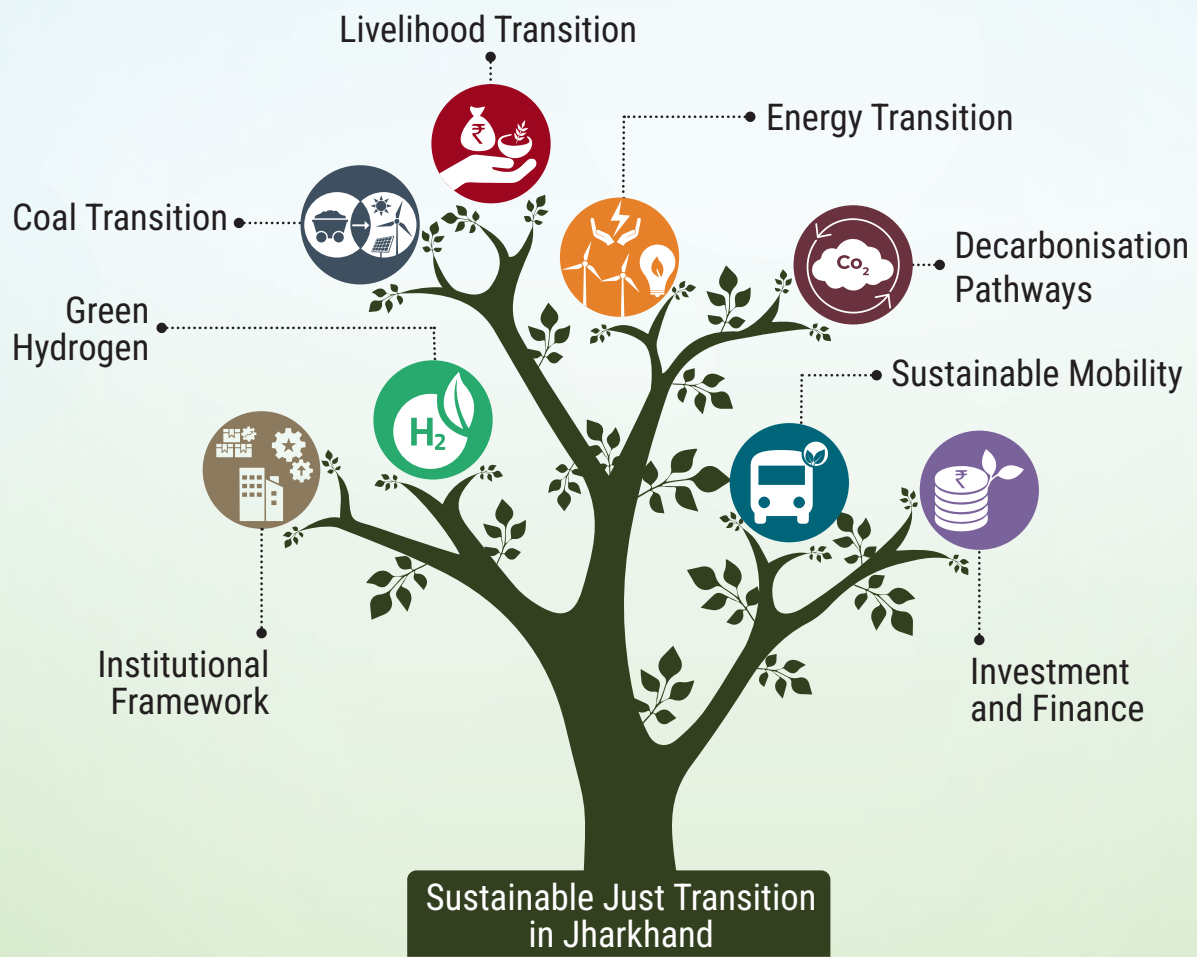 Livelihood Transition
₹
Energy Transition
Coal Transition
Decarbonisation
Pathways
Co₂
Green
Hydrogen
Sustainable Mobility
H₂
₹
Institutional
Framework
Investment
and Finance
Sustainable Just Transition
in Jharkhand